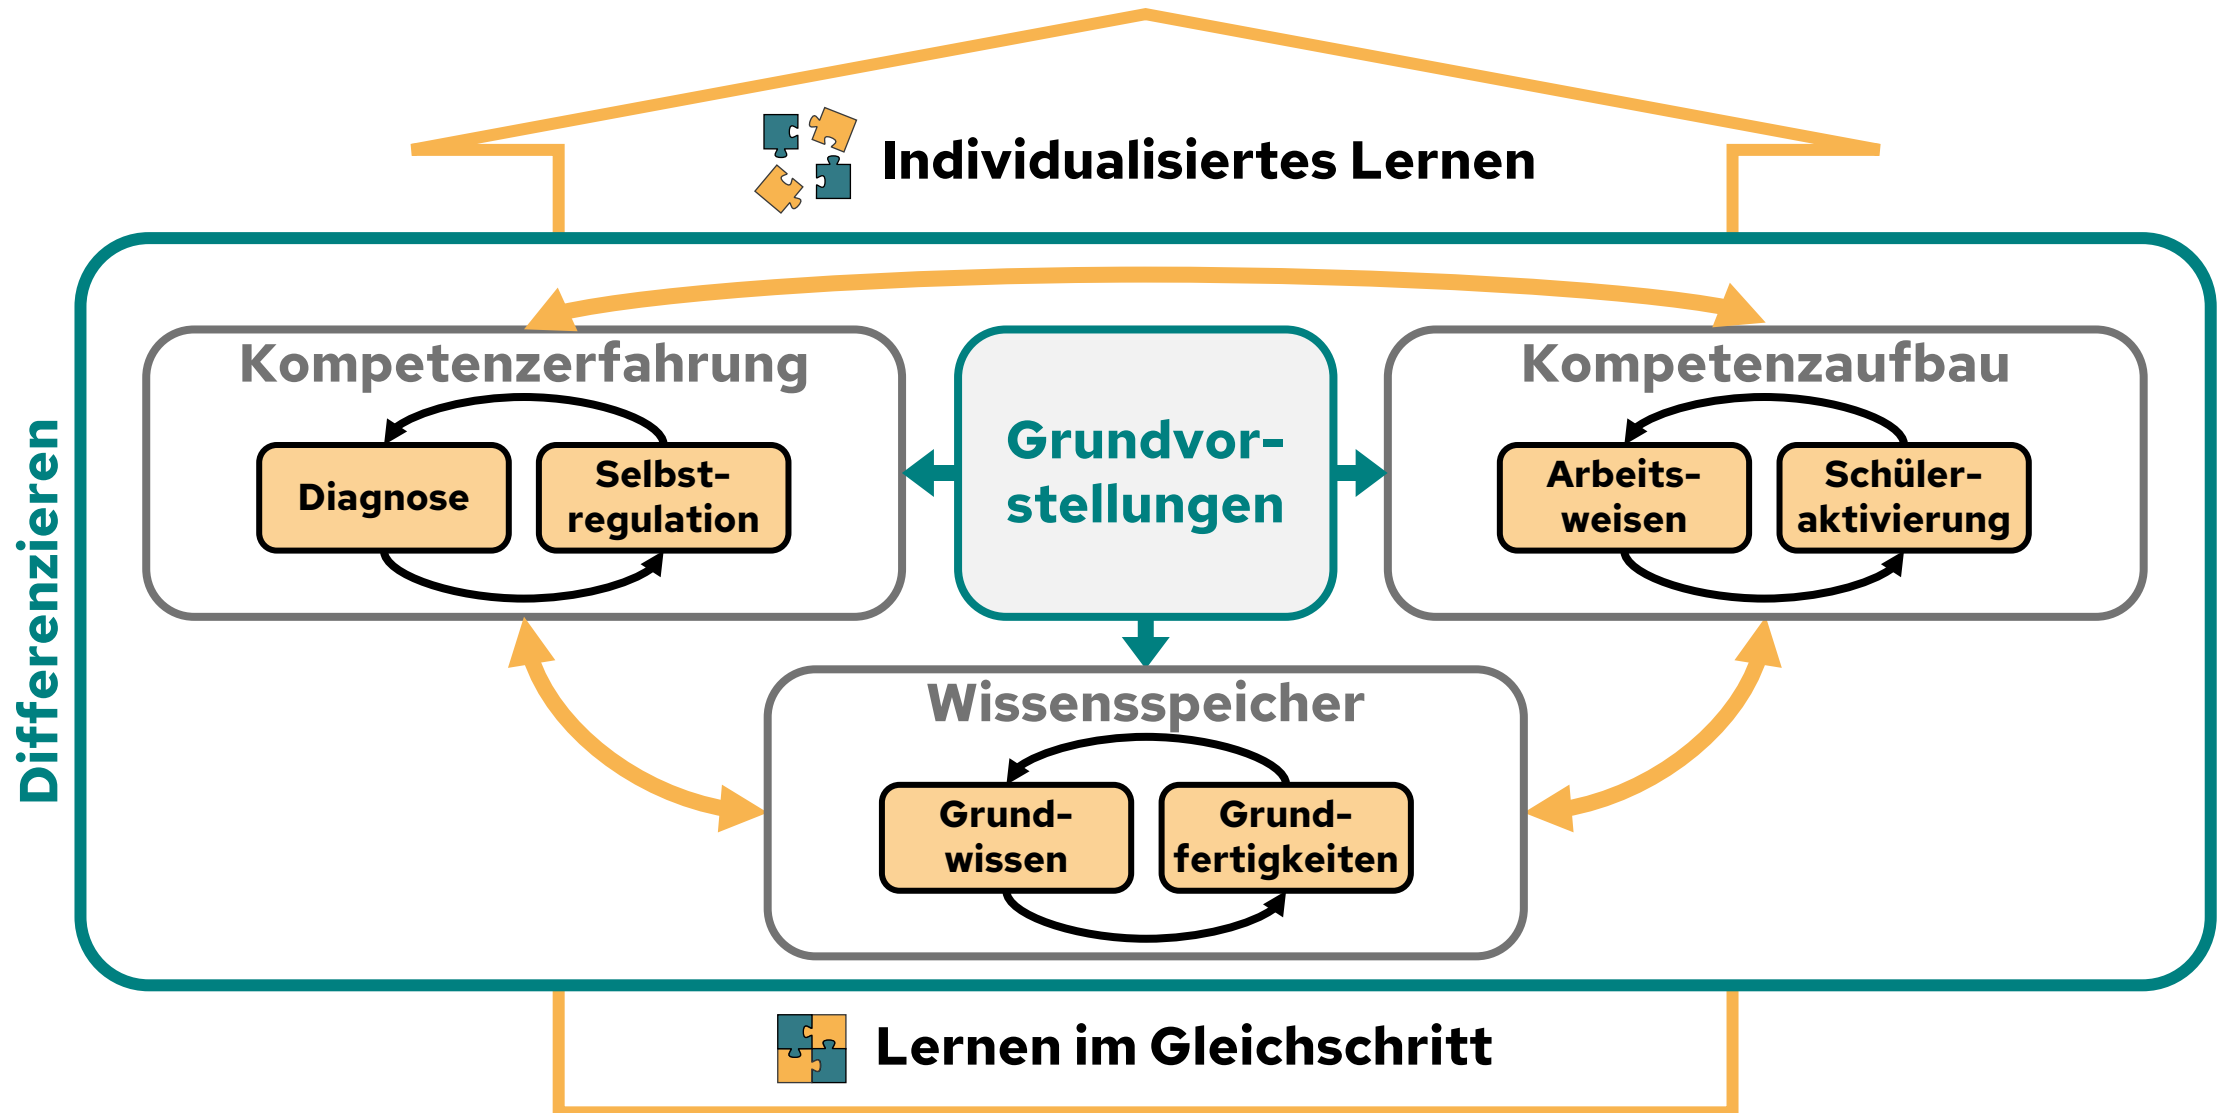 Individualisiertes Lernen
Differenzieren
Kompetenzerfahrung
Diagnose
Selbst-
regulation
Grundvor-
stellungen
Kompetenzaufbau
Arbeits-
weisen
Schüler-
aktivierung
Wissensspeicher
Grund-
wissen
Grund-
fertigkeiten
Lernen im Gleichschritt